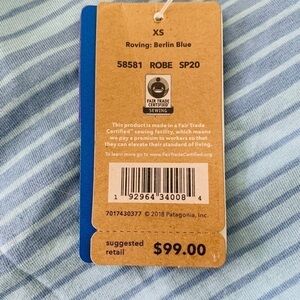 XS
Roving: Berlin Blue
58581 ROBE SP20
FAIR TRADE
CERTIFIED
SEWING
This product is made in a Fair Trade
Certified™ sewing facility, which means
we pay a premium to workers so that
they can elevate their standard of living.
To learn more go to www.FairTradeCertified.org.
1 92964 34008 4
7017430377 © 2018 Patagonia, Inc.
suggested
retail $99.00